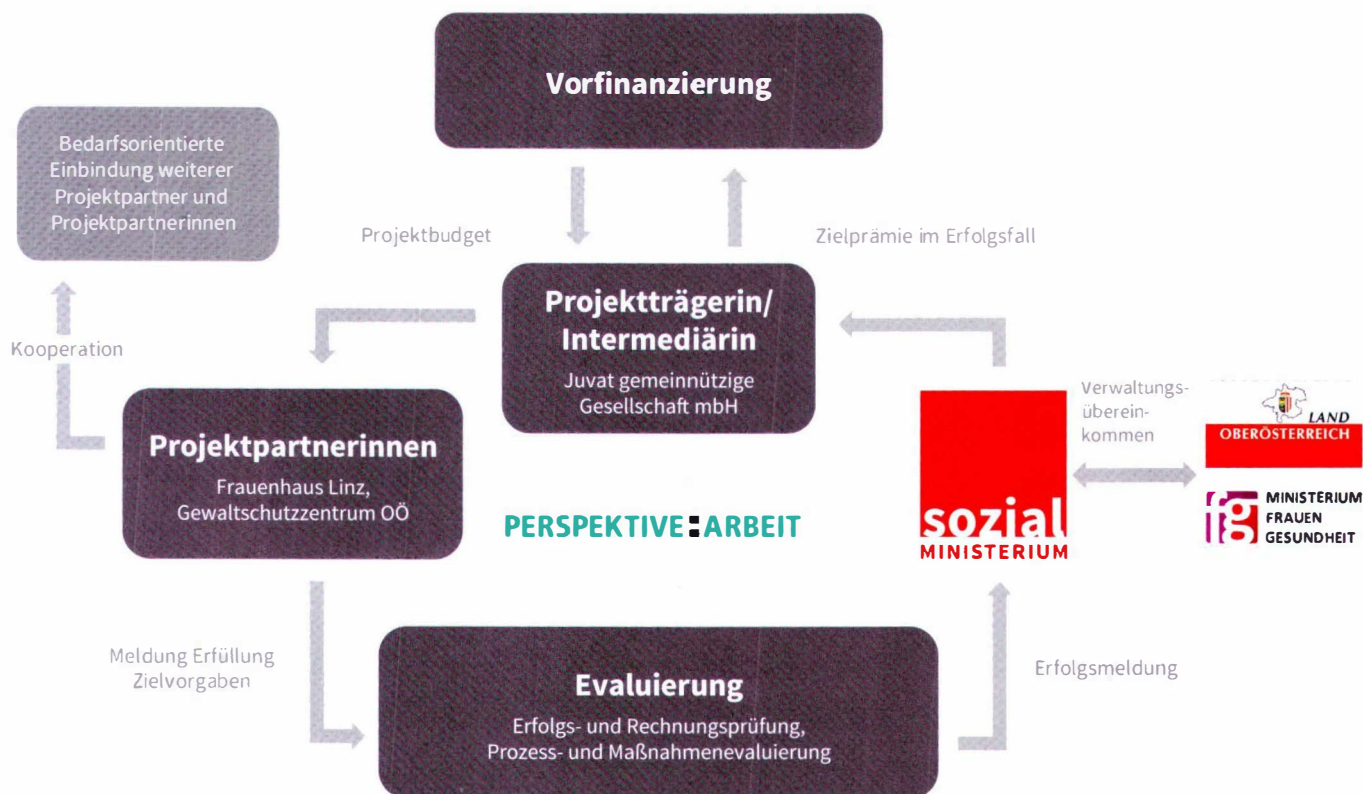 Vorfinanzierung
Bedarfsorientierte
Einbindung weiterer
Projektpartner und
Projektpartnerinnen
Projektbudget
Zielprämie im Erfolgsfall
Projektträgerin/
Intermediärin
Juvat gemeinnützige
Gesellschaft mbH
Kooperation
Projektpartnerinnen
Frauenhaus Linz,
Gewaltschutzzentrum OÖ
PERSPEKTIVE:ARBEIT
sozial
MINISTERIUM
Verwaltungs-
überein-
kommen
LAND
OBERÖSTERREICH
fg
MINISTERIUM
FRAUEN
GESUNDHEIT
Meldung Erfüllung
Zielvorgaben
Evaluierung
Erfolgs- und Rechnungsprüfung,
Prozess- und Maßnahmenevaluierung
Erfolgsmeldung